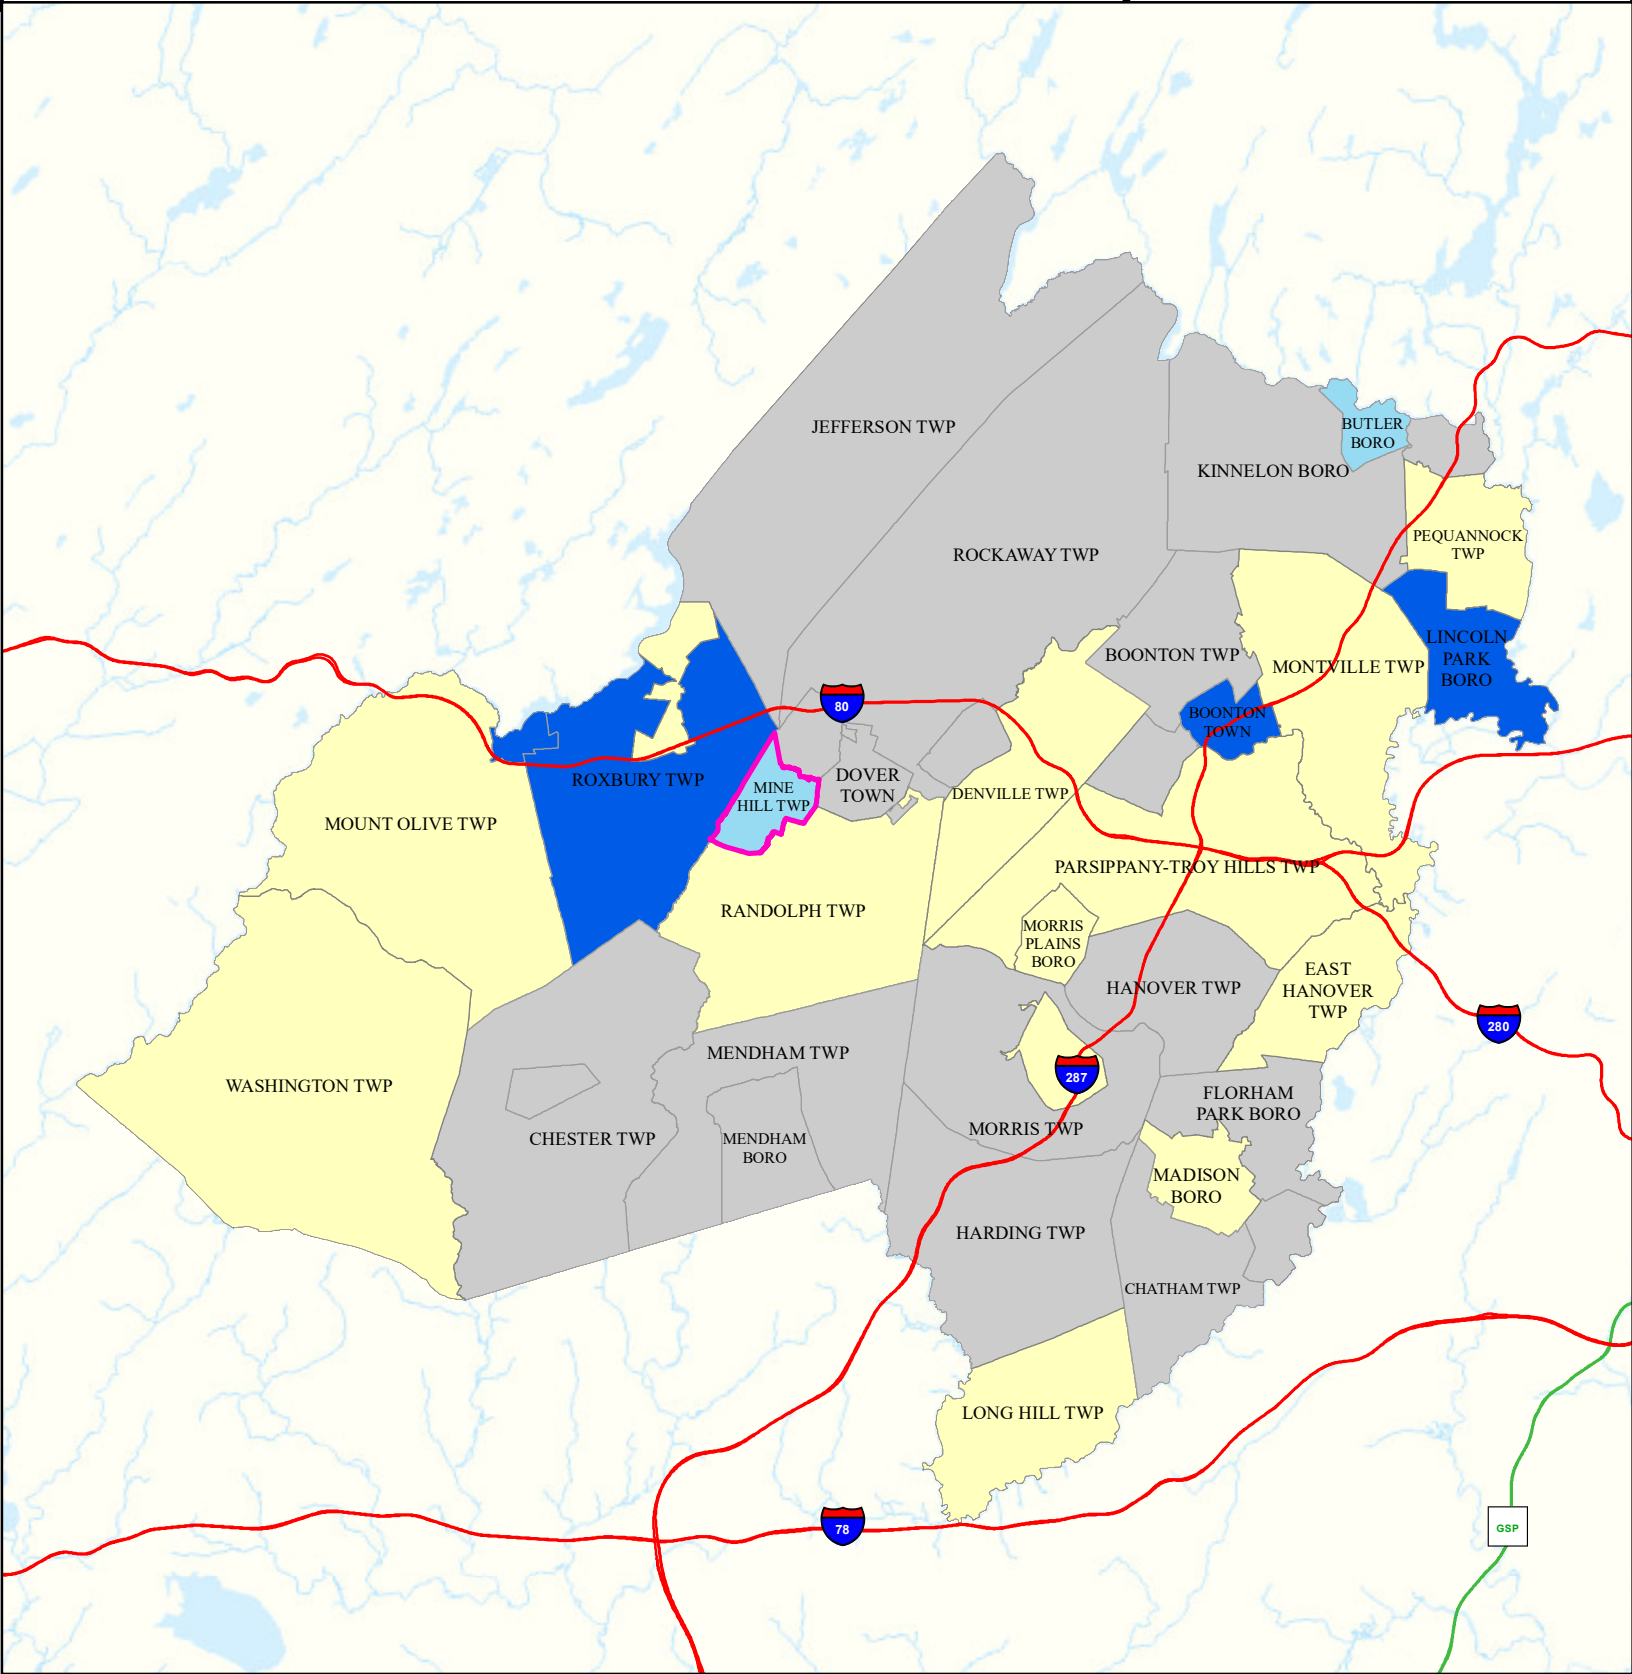 JEFFERSON TWP
BUTLER
BORO
KINNELON BORO
PEQUANNOCK
TWP
ROCKAWAY TWP
LINCOLN
PARK
BORO
BOONTON TWP
MONTVILLE TWP
80
BOONTON
TOWN
ROXBURY TWP
MINE
HILL TWP
DOVER
TOWN
DENVILLE TWP
MOUNT OLIVE TWP
PARSIPPANY-TROY HILLS TWP
RANDOLPH TWP
MORRIS
PLAINS
BORO
EAST
HANOVER
TWP
HANOVER TWP
280
MENDHAM TWP
287
WASHINGTON TWP
FLORHAM
PARK BORO
MORRIS TWP
CHESTER TWP
MENDHAM
BORO
MADISON
BORO
HARDING TWP
CHATHAM TWP
LONG HILL TWP
78
GSP